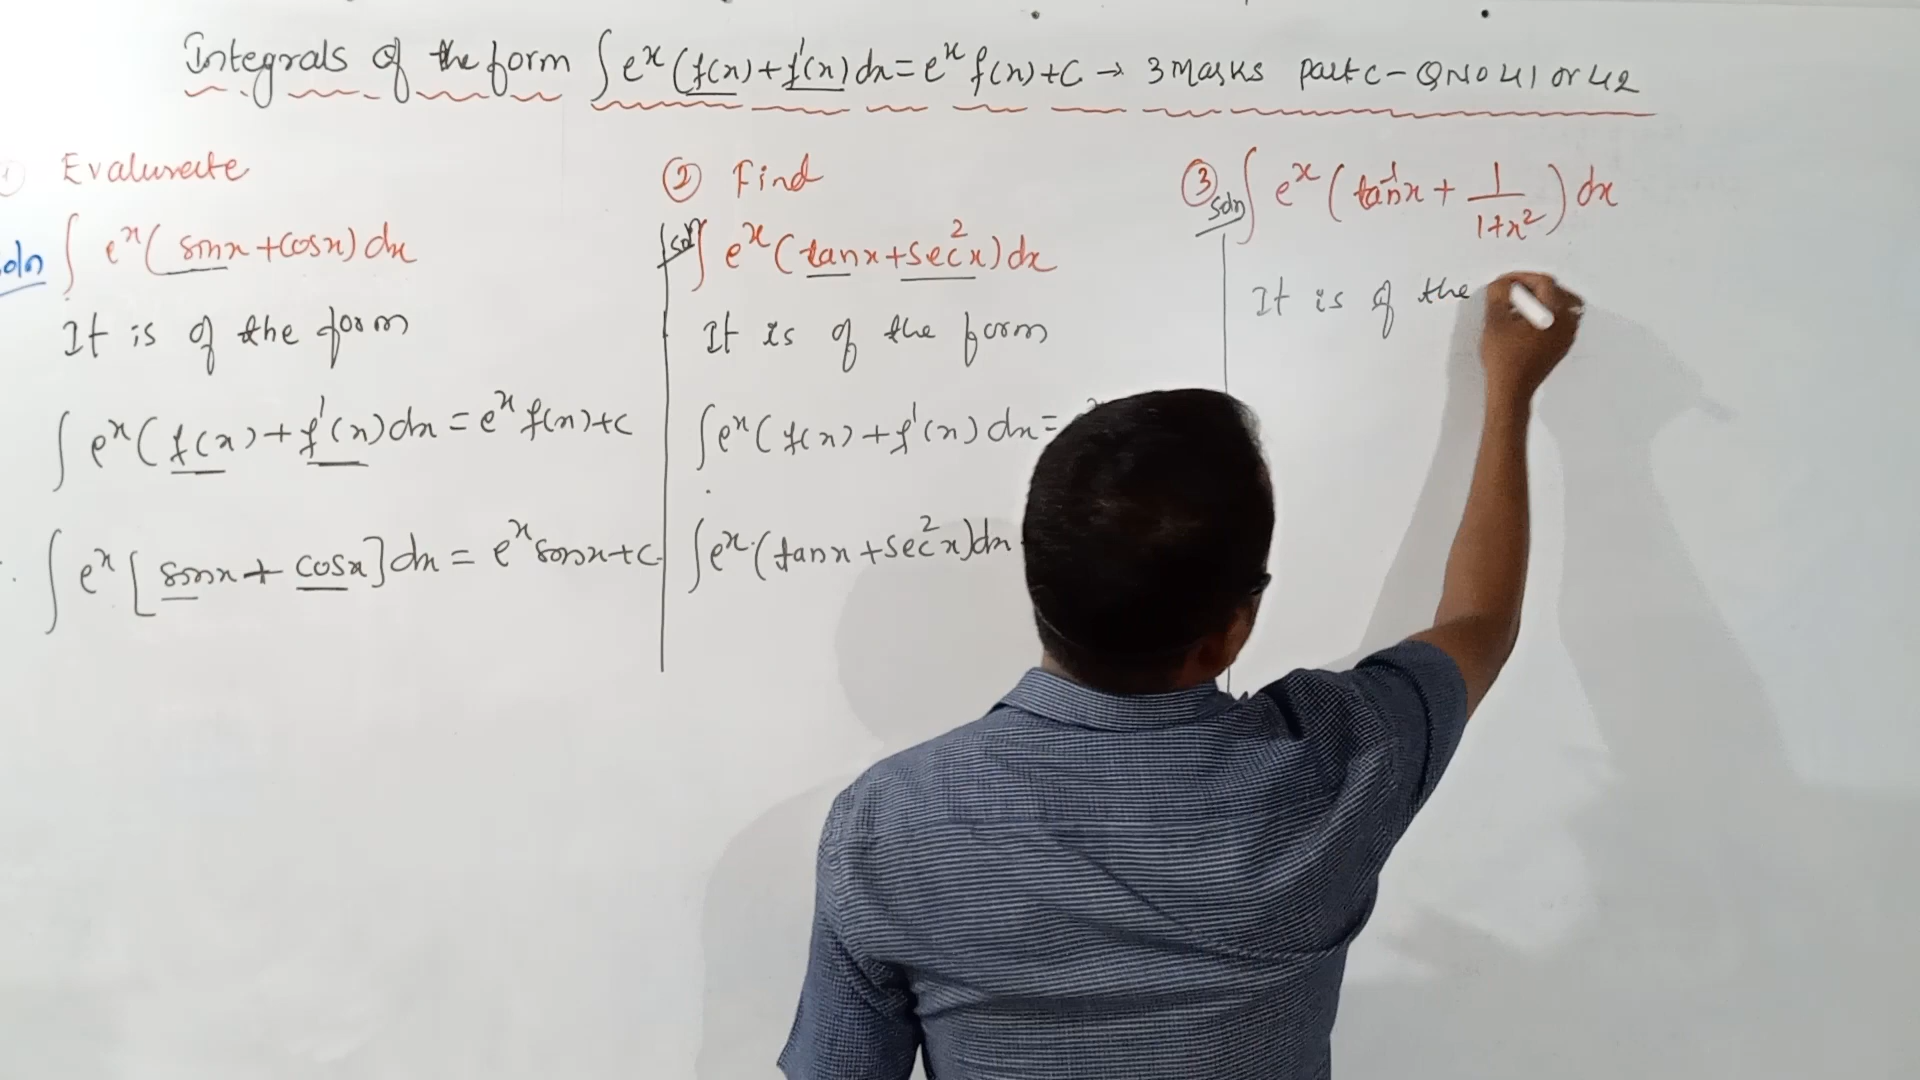 Integrals of the form ∫eˣ(f(x)+f'(x)dx=eˣf(x)+C → 3 Marks part C - QNO 41 or 42
① Evaluvate
Soln ∫ eˣ(sinx+cosx)dx
It is of the form
∫ eˣ(f(x)+f'(x)dx=eˣf(x)+C
∴ ∫ eˣ[sinx+cosx]dx = eˣsinx+C
② Find
Soln ∫ eˣ(tanx+sec²x)dx
It is of the form
∫eˣ(f(x)+f'(x)dx=
∫eˣ.(tanx+sec²x)dx
③ Soln ∫ eˣ(tan⁻¹x + 1/(1+x²))dx
It is of the